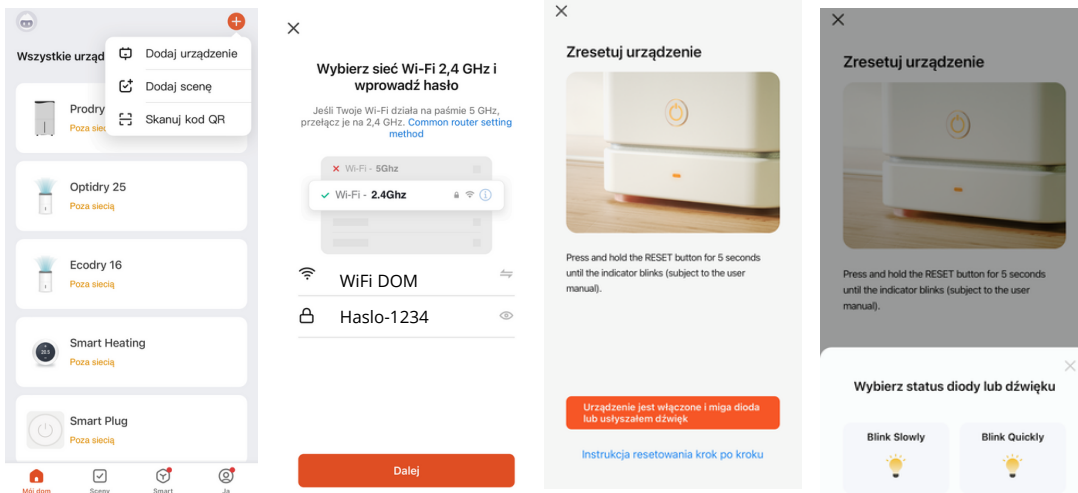 Wszystkie urząd
Dodaj urządzenie
Dodaj scenę
Skanuj kod QR
Prodry
Poza siec
Optidry 25
Poza siecią
Ecodry 16
Poza siecią
20.5
Smart Heating
Poza siecią
Smart Plug
Poza siecią
Mój dom
Sceny
Smart
Ja
Wybierz sieć Wi-Fi 2,4 GHz i
wprowadź hasło
Jeśli Twoje Wi-Fi działa na paśmie 5 GHz,
przełącz je na 2,4 GHz. Common router setting
method
Wi-Fi - 5Ghz
Wi-Fi - 2.4Ghz
WiFi DOM
Haslo-1234
Dalej
Zresetuj urządzenie
Press and hold the RESET button for 5 seconds
until the indicator blinks (subject to the user
manual).
Urządzenie jest włączone i miga dioda
lub usłyszałem dźwięk
Instrukcja resetowania krok po kroku
Zresetuj urządzenie
Press and hold the RESET button for 5 seconds
until the indicator blinks (subject to the user
manual).
Wybierz status diody lub dźwięku
Blink Slowly
Blink Quickly